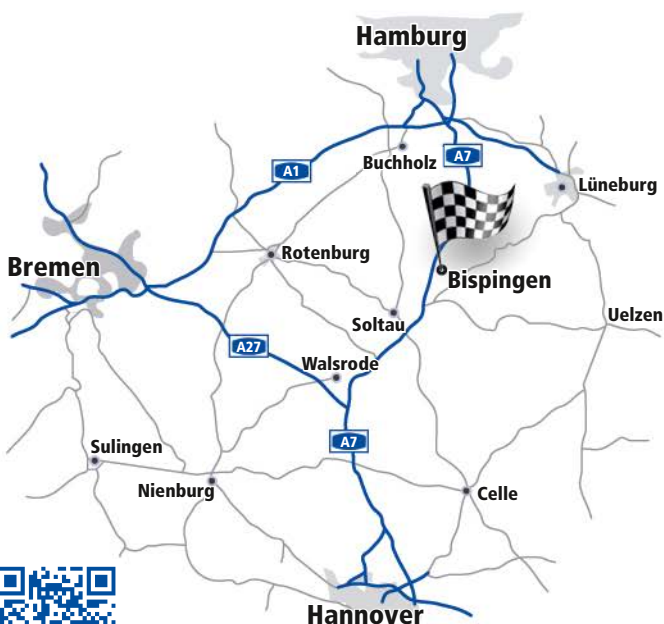 Hamburg
A1
Buchholz
A7
Lüneburg
Bremen
Rotenburg
Bispingen
Soltau
Uelzen
A27
Walsrode
A7
Sulingen
Nienburg
Celle
Hannover